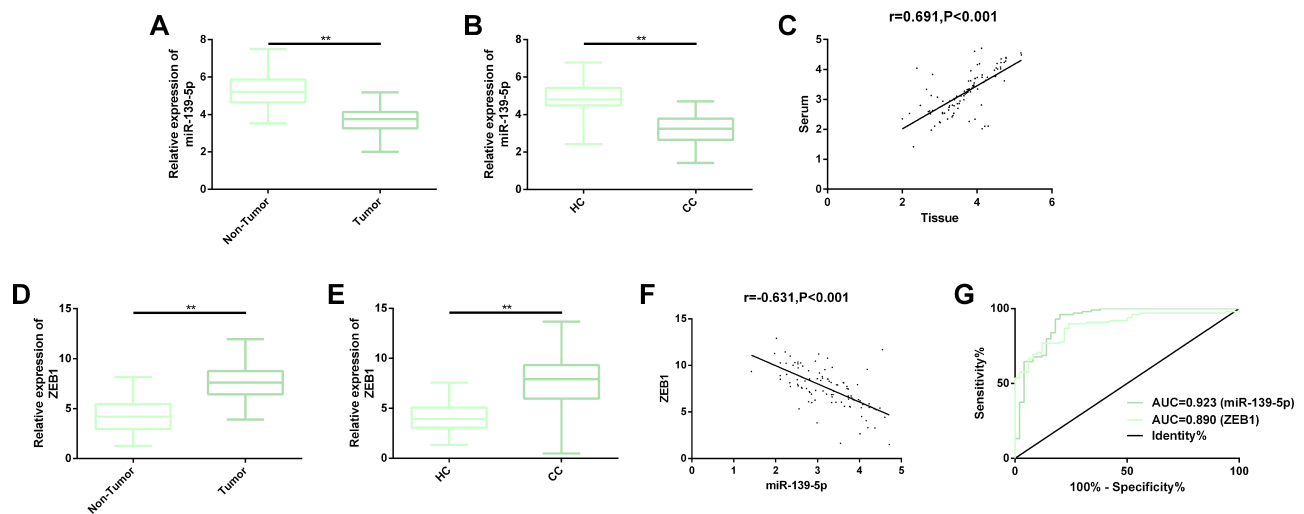 A
Relative expression of
miR-139-5p
8
6
4
2
0
**
Non-Tumor
Tumor
B
Relative expression of
miR-139-5p
8
6
4
2
0
**
HC
CC
C
r=0.691,P<0.001
Serum
5
4
3
2
1
0
0
2
4
6
Tissue
D
Relative expression of
ZEB1
15
10
5
0
**
Non-Tumor
Tumor
E
Relative expression of
ZEB1
15
10
5
0
**
HC
CC
F
r=-0.631,P<0.001
ZEB1
15
10
5
0
0
1
2
3
4
5
miR-139-5p
G
Sensitivity%
100
50
0
AUC=0.923 (miR-139-5p)
AUC=0.890 (ZEB1)
Identity%
0
50
100
100% - Specificity%